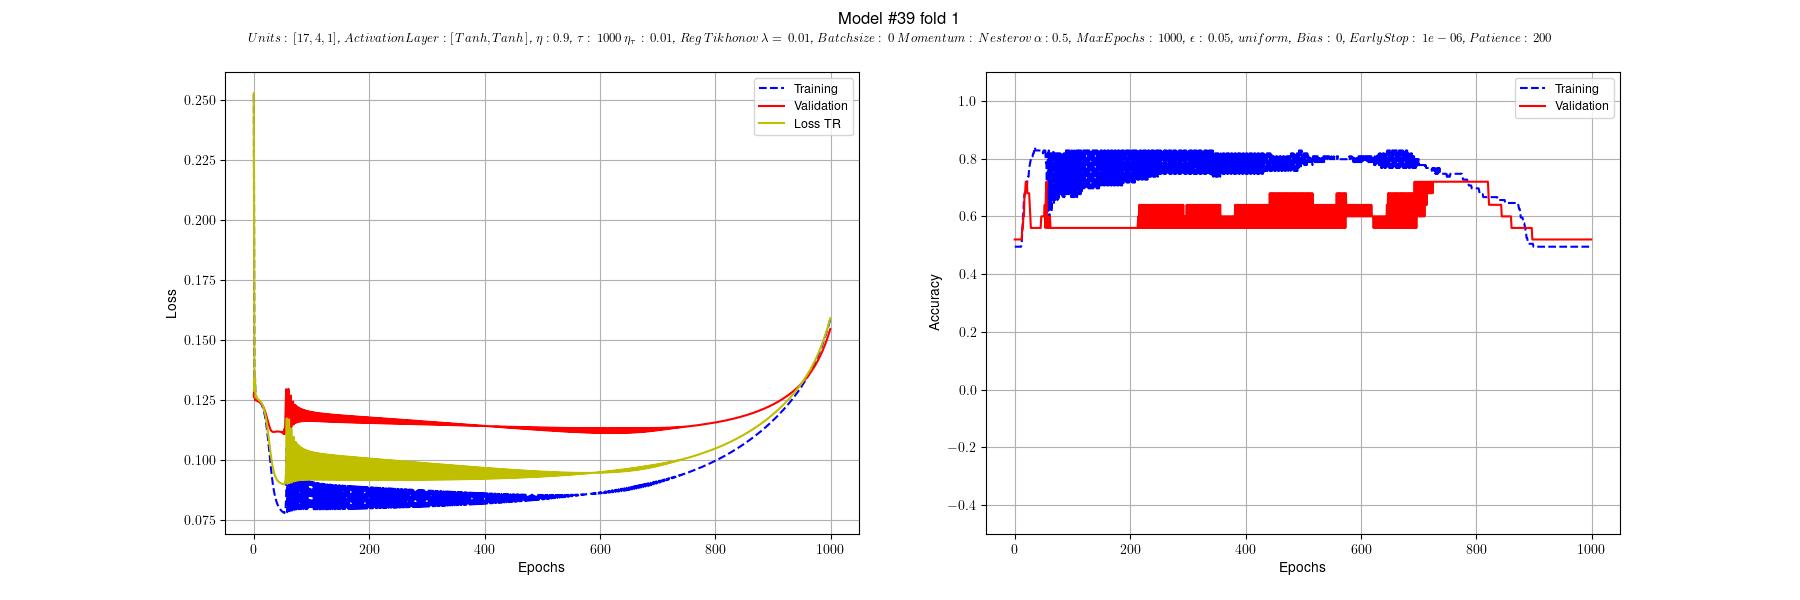 Model #39 fold 1
Units : [17, 4, 1], ActivationLayer : [Tanh, Tanh], η : 0.9, τ : 1000 ητ : 0.01, Reg Tikhonov λ = 0.01, Batchsize : 0 Momentum : Nesterov α : 0.5, MaxEpochs : 1000, ϵ : 0.05, uniform, Bias : 0, EarlyStop : 1e − 06, Patience : 200
Training
Validation
Loss TR
0.250
0.225
0.200
0.175
0.150
0.125
0.100
0.075
Loss
0 200 400 600 800 1000
Epochs
Training
Validation
1.0
0.8
0.6
0.4
0.2
0.0
−0.2
−0.4
Accuracy
0 200 400 600 800 1000
Epochs